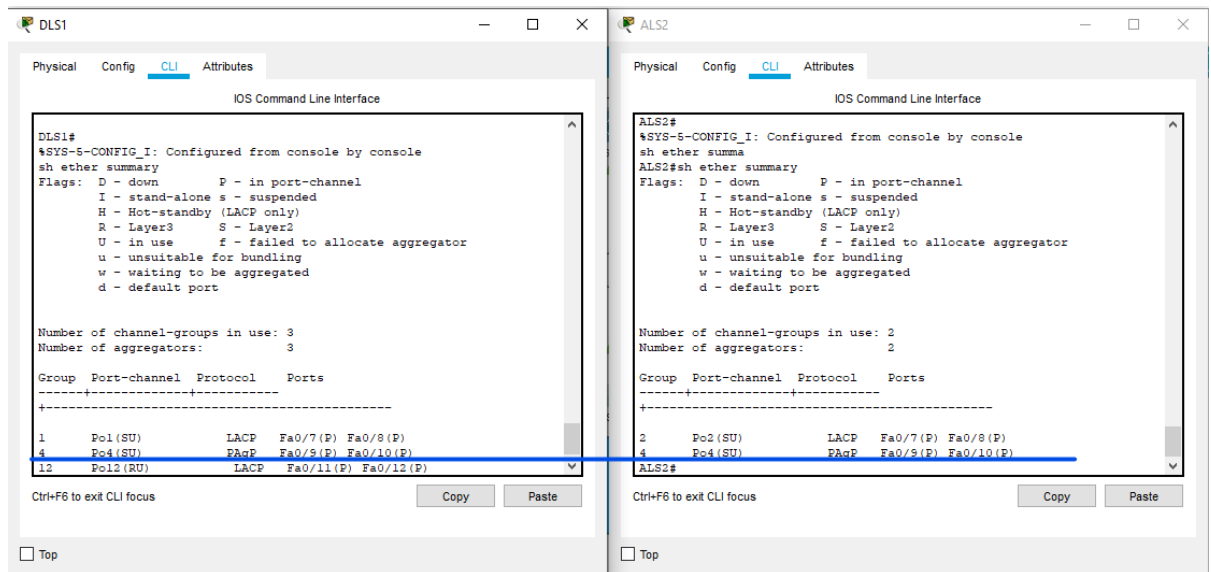 DLS1
Physical Config CLI Attributes
IOS Command Line Interface
DLS1#
%SYS-5-CONFIG_I: Configured from console by console
sh ether summary
Flags:  D - down        P - in port-channel
        I - stand-alone s - suspended
        H - Hot-standby (LACP only)
        R - Layer3      S - Layer2
        U - in use      f - failed to allocate aggregator
        u - unsuitable for bundling
        w - waiting to be aggregated
        d - default port
Number of channel-groups in use: 3
Number of aggregators:           3
Group  Port-channel  Protocol    Ports
------+-------------+-----------
+----------------------------------------------
1      Po1(SU)           LACP   Fa0/7(P) Fa0/8(P)
4      Po4(SU)           PAgP   Fa0/9(P) Fa0/10(P)
12     Po12(RU)           LACP   Fa0/11(P) Fa0/12(P)
Ctrl+F6 to exit CLI focus
Copy Paste
Top
ALS2
Physical Config CLI Attributes
IOS Command Line Interface
ALS2#
%SYS-5-CONFIG_I: Configured from console by console
sh ether summa
ALS2#sh ether summary
Flags:  D - down        P - in port-channel
        I - stand-alone s - suspended
        H - Hot-standby (LACP only)
        R - Layer3      S - Layer2
        U - in use      f - failed to allocate aggregator
        u - unsuitable for bundling
        w - waiting to be aggregated
        d - default port
Number of channel-groups in use: 2
Number of aggregators:           2
Group  Port-channel  Protocol    Ports
------+-------------+-----------
+----------------------------------------------
2      Po2(SU)           LACP   Fa0/7(P) Fa0/8(P)
4      Po4(SU)           PAgP   Fa0/9(P) Fa0/10(P)
ALS2#
Ctrl+F6 to exit CLI focus
Copy Paste
Top